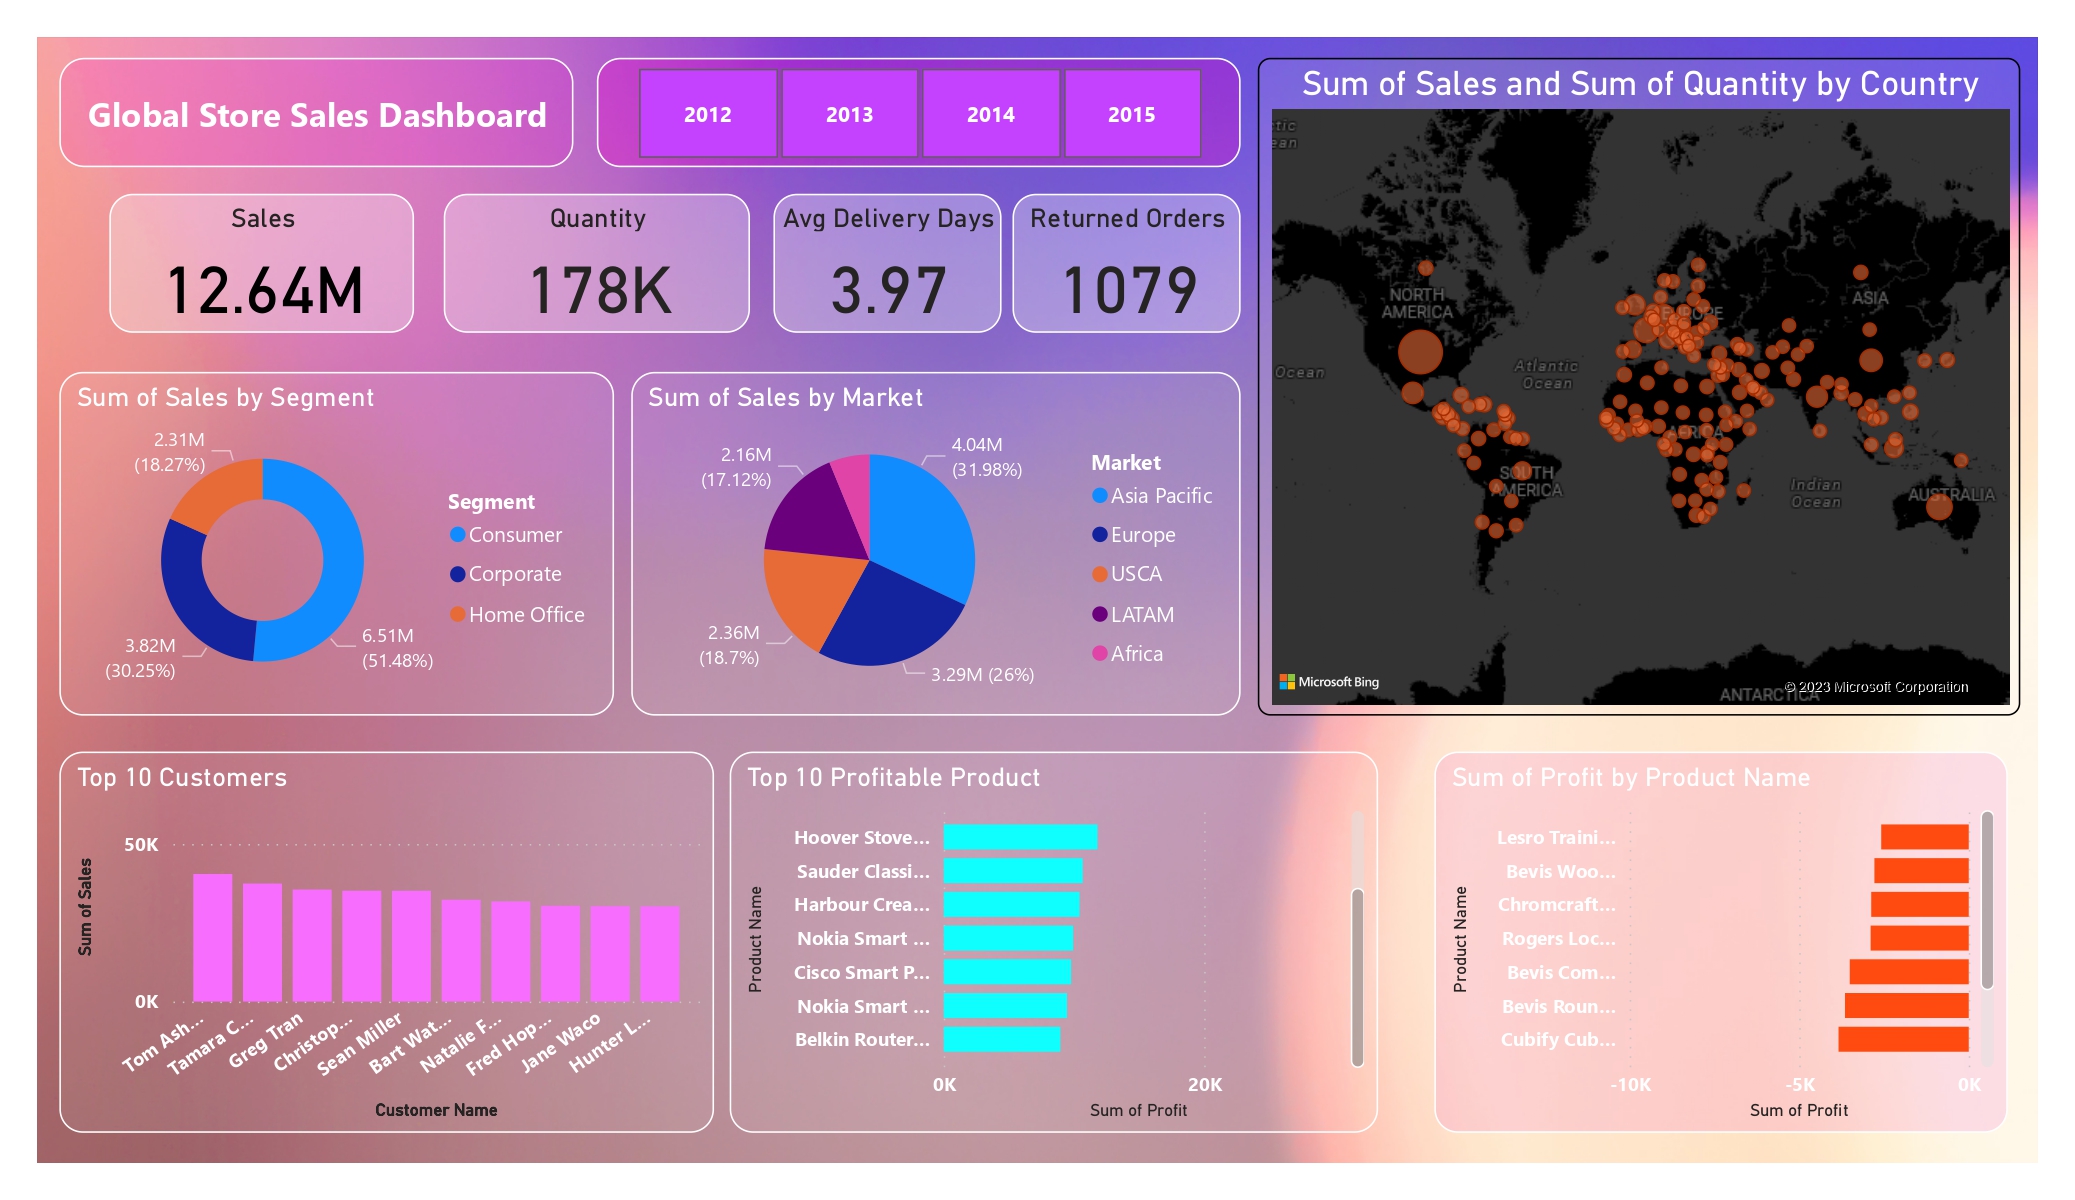 Global Store Sales Dashboard
2012
2013
2014
2015
Sales
12.64M
Quantity
178K
Avg Delivery Days
3.97
Returned Orders
1079
Sum of Sales by Segment
2.31M
(18.27%)
3.82M
(30.25%)
6.51M
(51.48%)
Segment
Consumer
Corporate
Home Office
Sum of Sales by Market
2.16M
(17.12%)
4.04M
(31.98%)
2.36M
(18.7%)
3.29M (26%)
Market
Asia Pacific
Europe
USCA
LATAM
Africa
Sum of Sales and Sum of Quantity by Country
tic
ean
NORTH
AMERICA
EUROPE
ASIA
Ocean
Atlantic
Ocean
AFRICA
SOUTH
AMERICA
Indian
Ocean
AUSTRALIA
ANTARCTICA
Microsoft Bing
© 2023 Microsoft Corporation
Top 10 Customers
Sum of Sales
50K
0K
Tom Ash...
Tamara C...
Greg Tran
Christop...
Sean Miller
Bart Wat...
Natalie F...
Fred Hop...
Jane Waco
Hunter L...
Customer Name
Top 10 Profitable Product
Product Name
Hoover Stove...
Sauder Classi...
Harbour Crea...
Nokia Smart ...
Cisco Smart P...
Nokia Smart ...
Belkin Router...
0K
20K
Sum of Profit
Sum of Profit by Product Name
Product Name
Lesro Traini...
Bevis Woo...
Chromcraft...
Rogers Loc...
Bevis Com...
Bevis Roun...
Cubify Cub...
-10K
-5K
0K
Sum of Profit